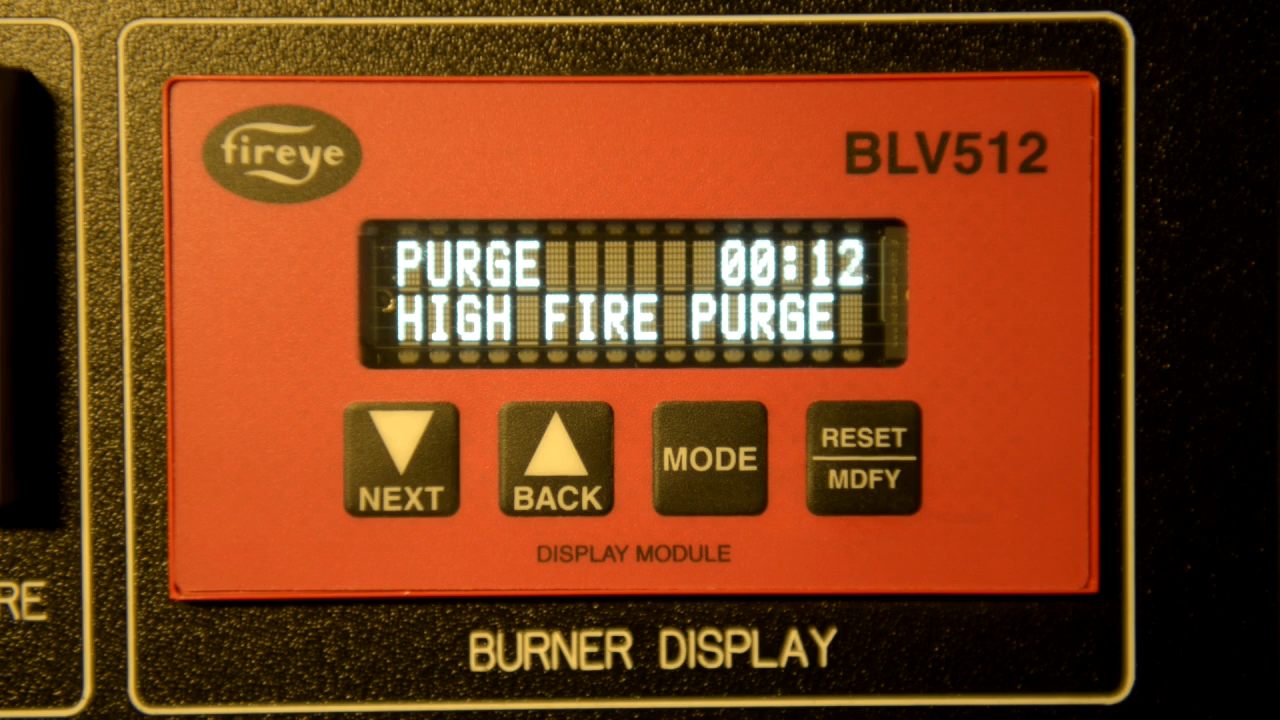 fireye
BLV512
PURGE 00:12
HIGH FIRE PURGE
NEXT
BACK
MODE
RESET
MDFY
DISPLAY MODULE
RE
BURNER DISPLAY